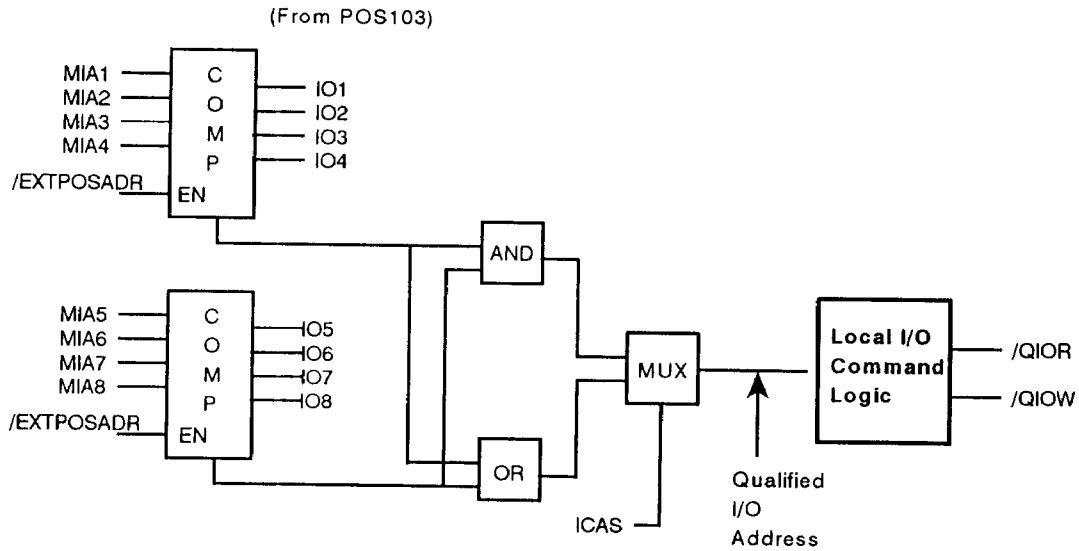 (From POS103)
MIA1
MIA2
MIA3
MIA4
/EXTPOSADR
C
O
M
P
EN
IO1
IO2
IO3
IO4
AND
MIA5
MIA6
MIA7
MIA8
/EXTPOSADR
C
O
M
P
EN
IO5
IO6
IO7
IO8
OR
MUX
ICAS
Qualified
I/O
Address
Local I/O
Command
Logic
/QIOR
/QIOW